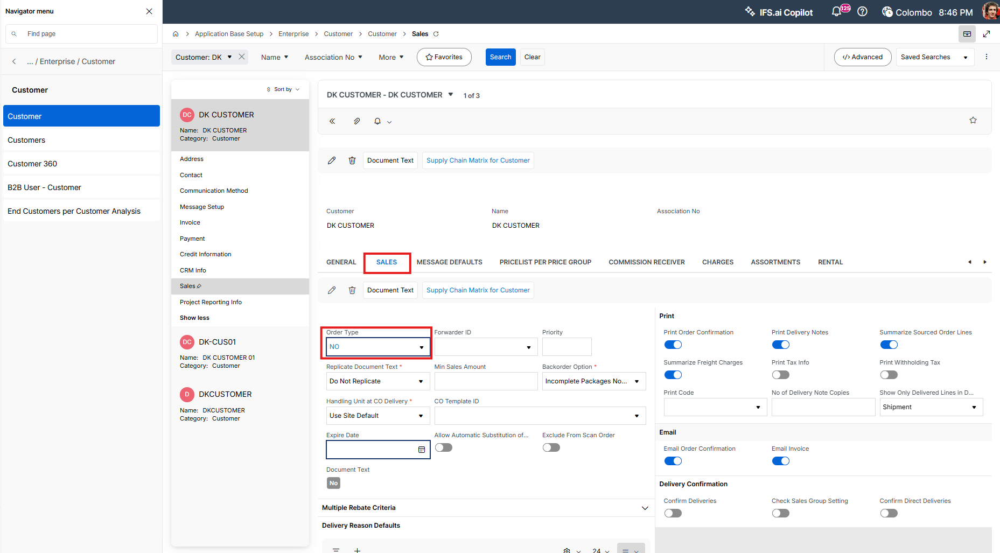 Navigator menu
IFS.ai Copilot
125
Colombo
8:46 PM
Find page
Application Base Setup
Enterprise
Customer
Customer
Sales
... / Enterprise / Customer
Customer: DK
Name
Association No
More
Favorites
Search
Clear
</> Advanced
Saved Searches
Customer
Customer
Customers
Customer 360
B2B User - Customer
End Customers per Customer Analysis
Sort by
DC
DK CUSTOMER
Name: DK CUSTOMER
Category: Customer
Address
Contact
Communication Method
Message Setup
Invoice
Payment
Credit Information
CRM Info
Sales
Project Reporting Info
Show less
DC
DK-CUS01
Name: DK CUSTOMER 01
Category: Customer
D
DKCUSTOMER
Name: DKCUSTOMER
Category: Customer
DK CUSTOMER - DK CUSTOMER
1 of 3
Document Text
Supply Chain Matrix for Customer
Customer
Name
Association No
DK CUSTOMER
DK CUSTOMER
GENERAL
SALES
MESSAGE DEFAULTS
PRICELIST PER PRICE GROUP
COMMISSION RECEIVER
CHARGES
ASSORTMENTS
RENTAL
Document Text
Supply Chain Matrix for Customer
Order Type
Forwarder ID
Priority
NO
Replicate Document Text *
Min Sales Amount
Backorder Option *
Do Not Replicate
Incomplete Packages No...
Handling Unit at CO Delivery *
CO Template ID
Use Site Default
Expire Date
Allow Automatic Substitution of...
Exclude From Scan Order
Document Text
No
Multiple Rebate Criteria
Delivery Reason Defaults
24
Print
Print Order Confirmation
Print Delivery Notes
Summarize Sourced Order Lines
Summarize Freight Charges
Print Tax Info
Print Withholding Tax
Print Code
No of Delivery Note Copies
Show Only Delivered Lines in D...
Shipment
Email
Email Order Confirmation
Email Invoice
Delivery Confirmation
Confirm Deliveries
Check Sales Group Setting
Confirm Direct Deliveries